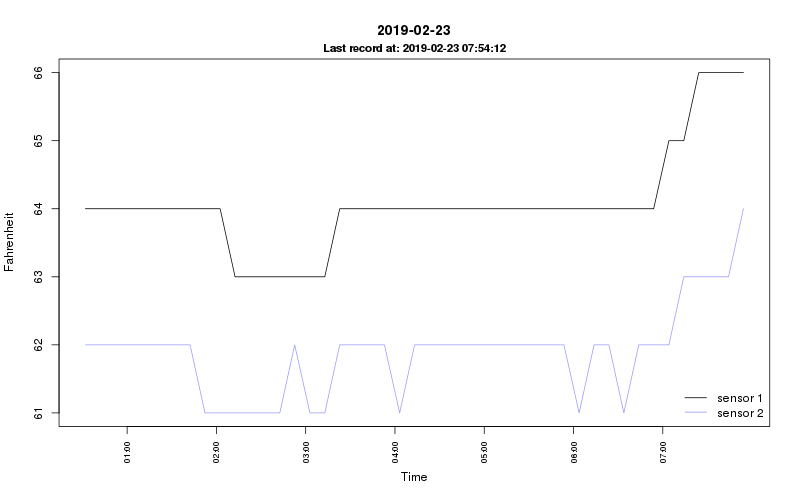 2019-02-23
Last record at: 2019-02-23 07:54:12
Fahrenheit
66
65
64
63
62
61
sensor 1
sensor 2
01:00 02:00 03:00 04:00 05:00 06:00 07:00
Time